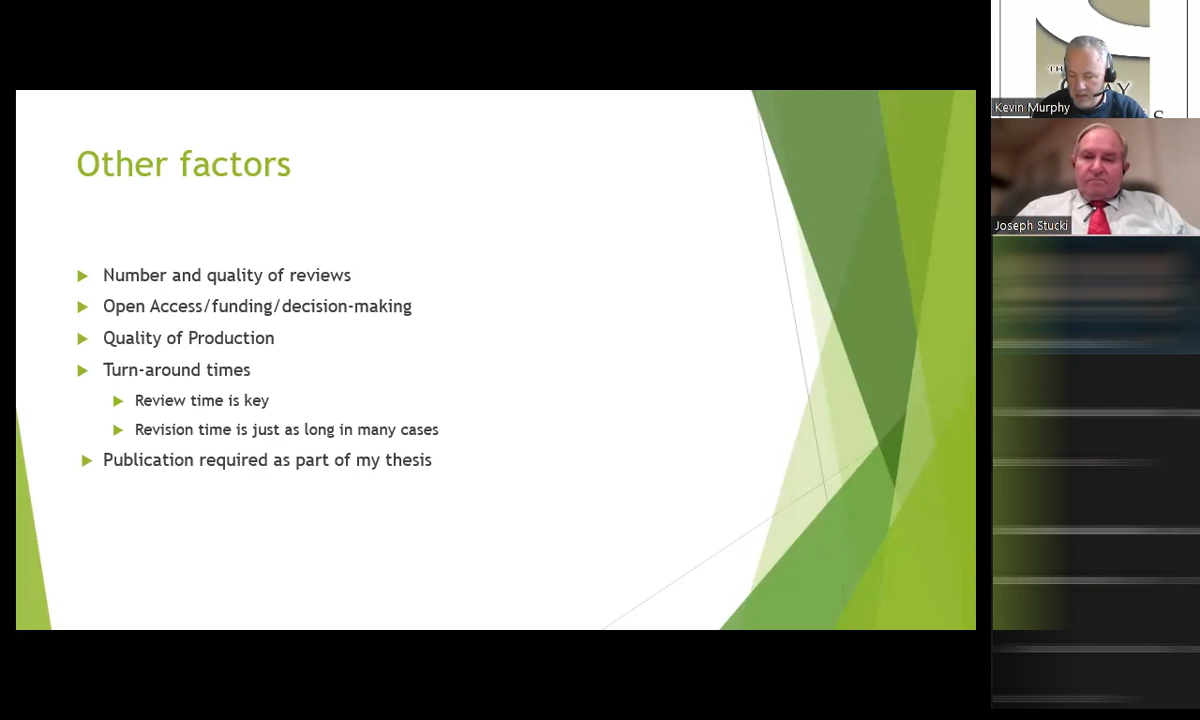 Other factors
Number and quality of reviews
Open Access/funding/decision-making
Quality of Production
Turn-around times
Review time is key
Revision time is just as long in many cases
Publication required as part of my thesis
Kevin Murphy
Joseph Stucki